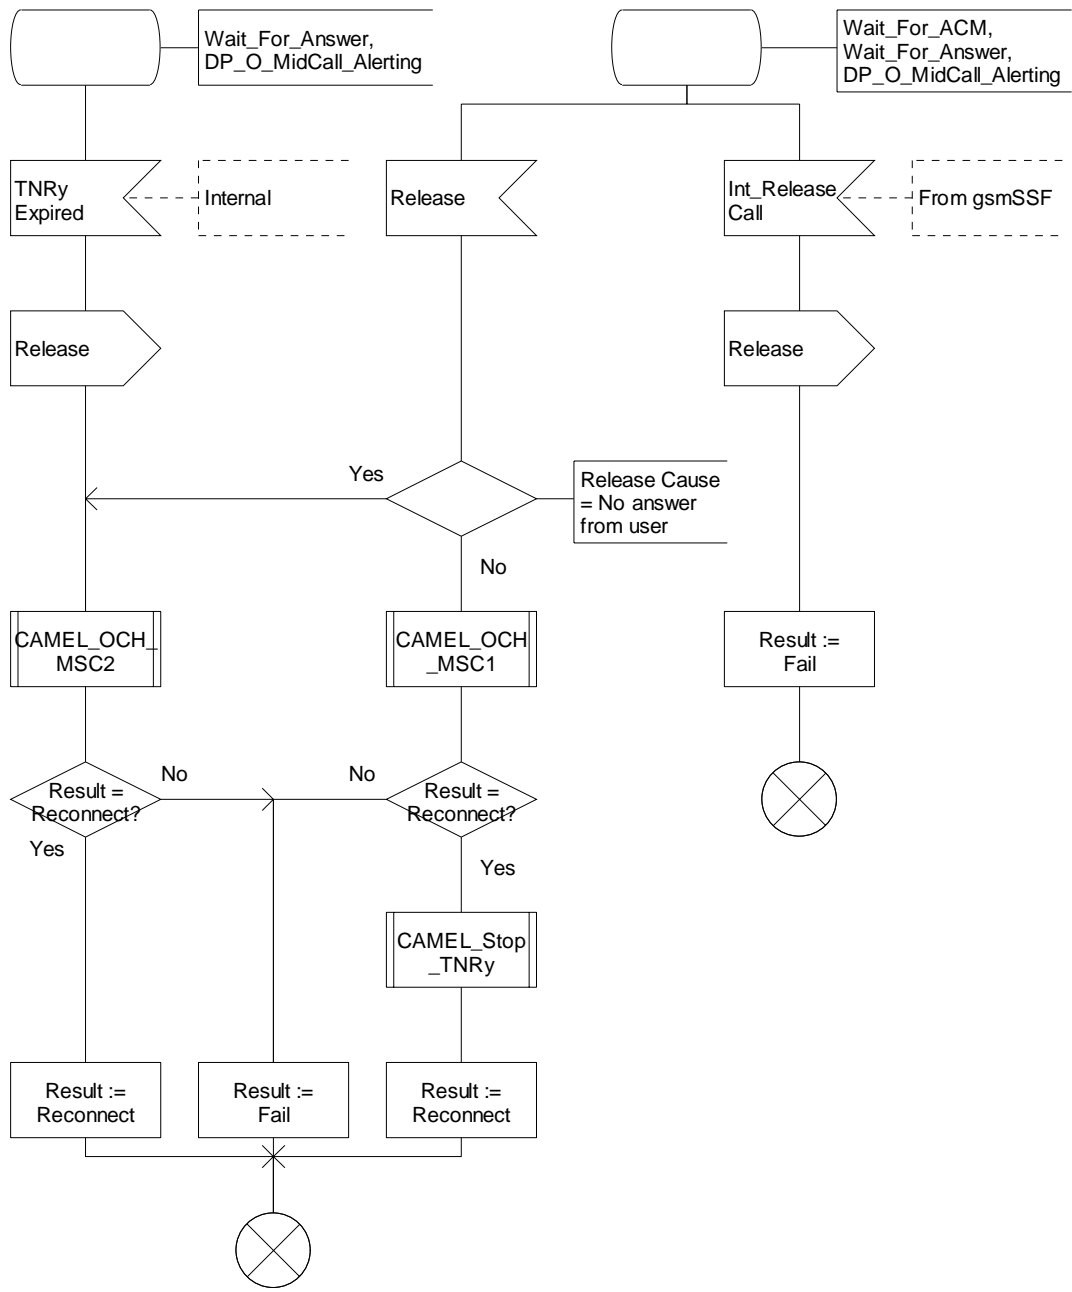 Wait_For_Answer,
DP_O_MidCall_Alerting
Wait_For_ACM,
Wait_For_Answer,
DP_O_MidCall_Alerting
TNRy
Expired
Internal
Release
Int_Release
Call
From gsmSSF
Release
Release
Yes
Release Cause
= No answer
from user
No
CAMEL_OCH_
MSC2
CAMEL_OCH
_MSC1
Result :=
Fail
Result =
Reconnect?
No
No
Result =
Reconnect?
Yes
Yes
CAMEL_Stop
_TNRy
Result :=
Reconnect
Result :=
Fail
Result :=
Reconnect